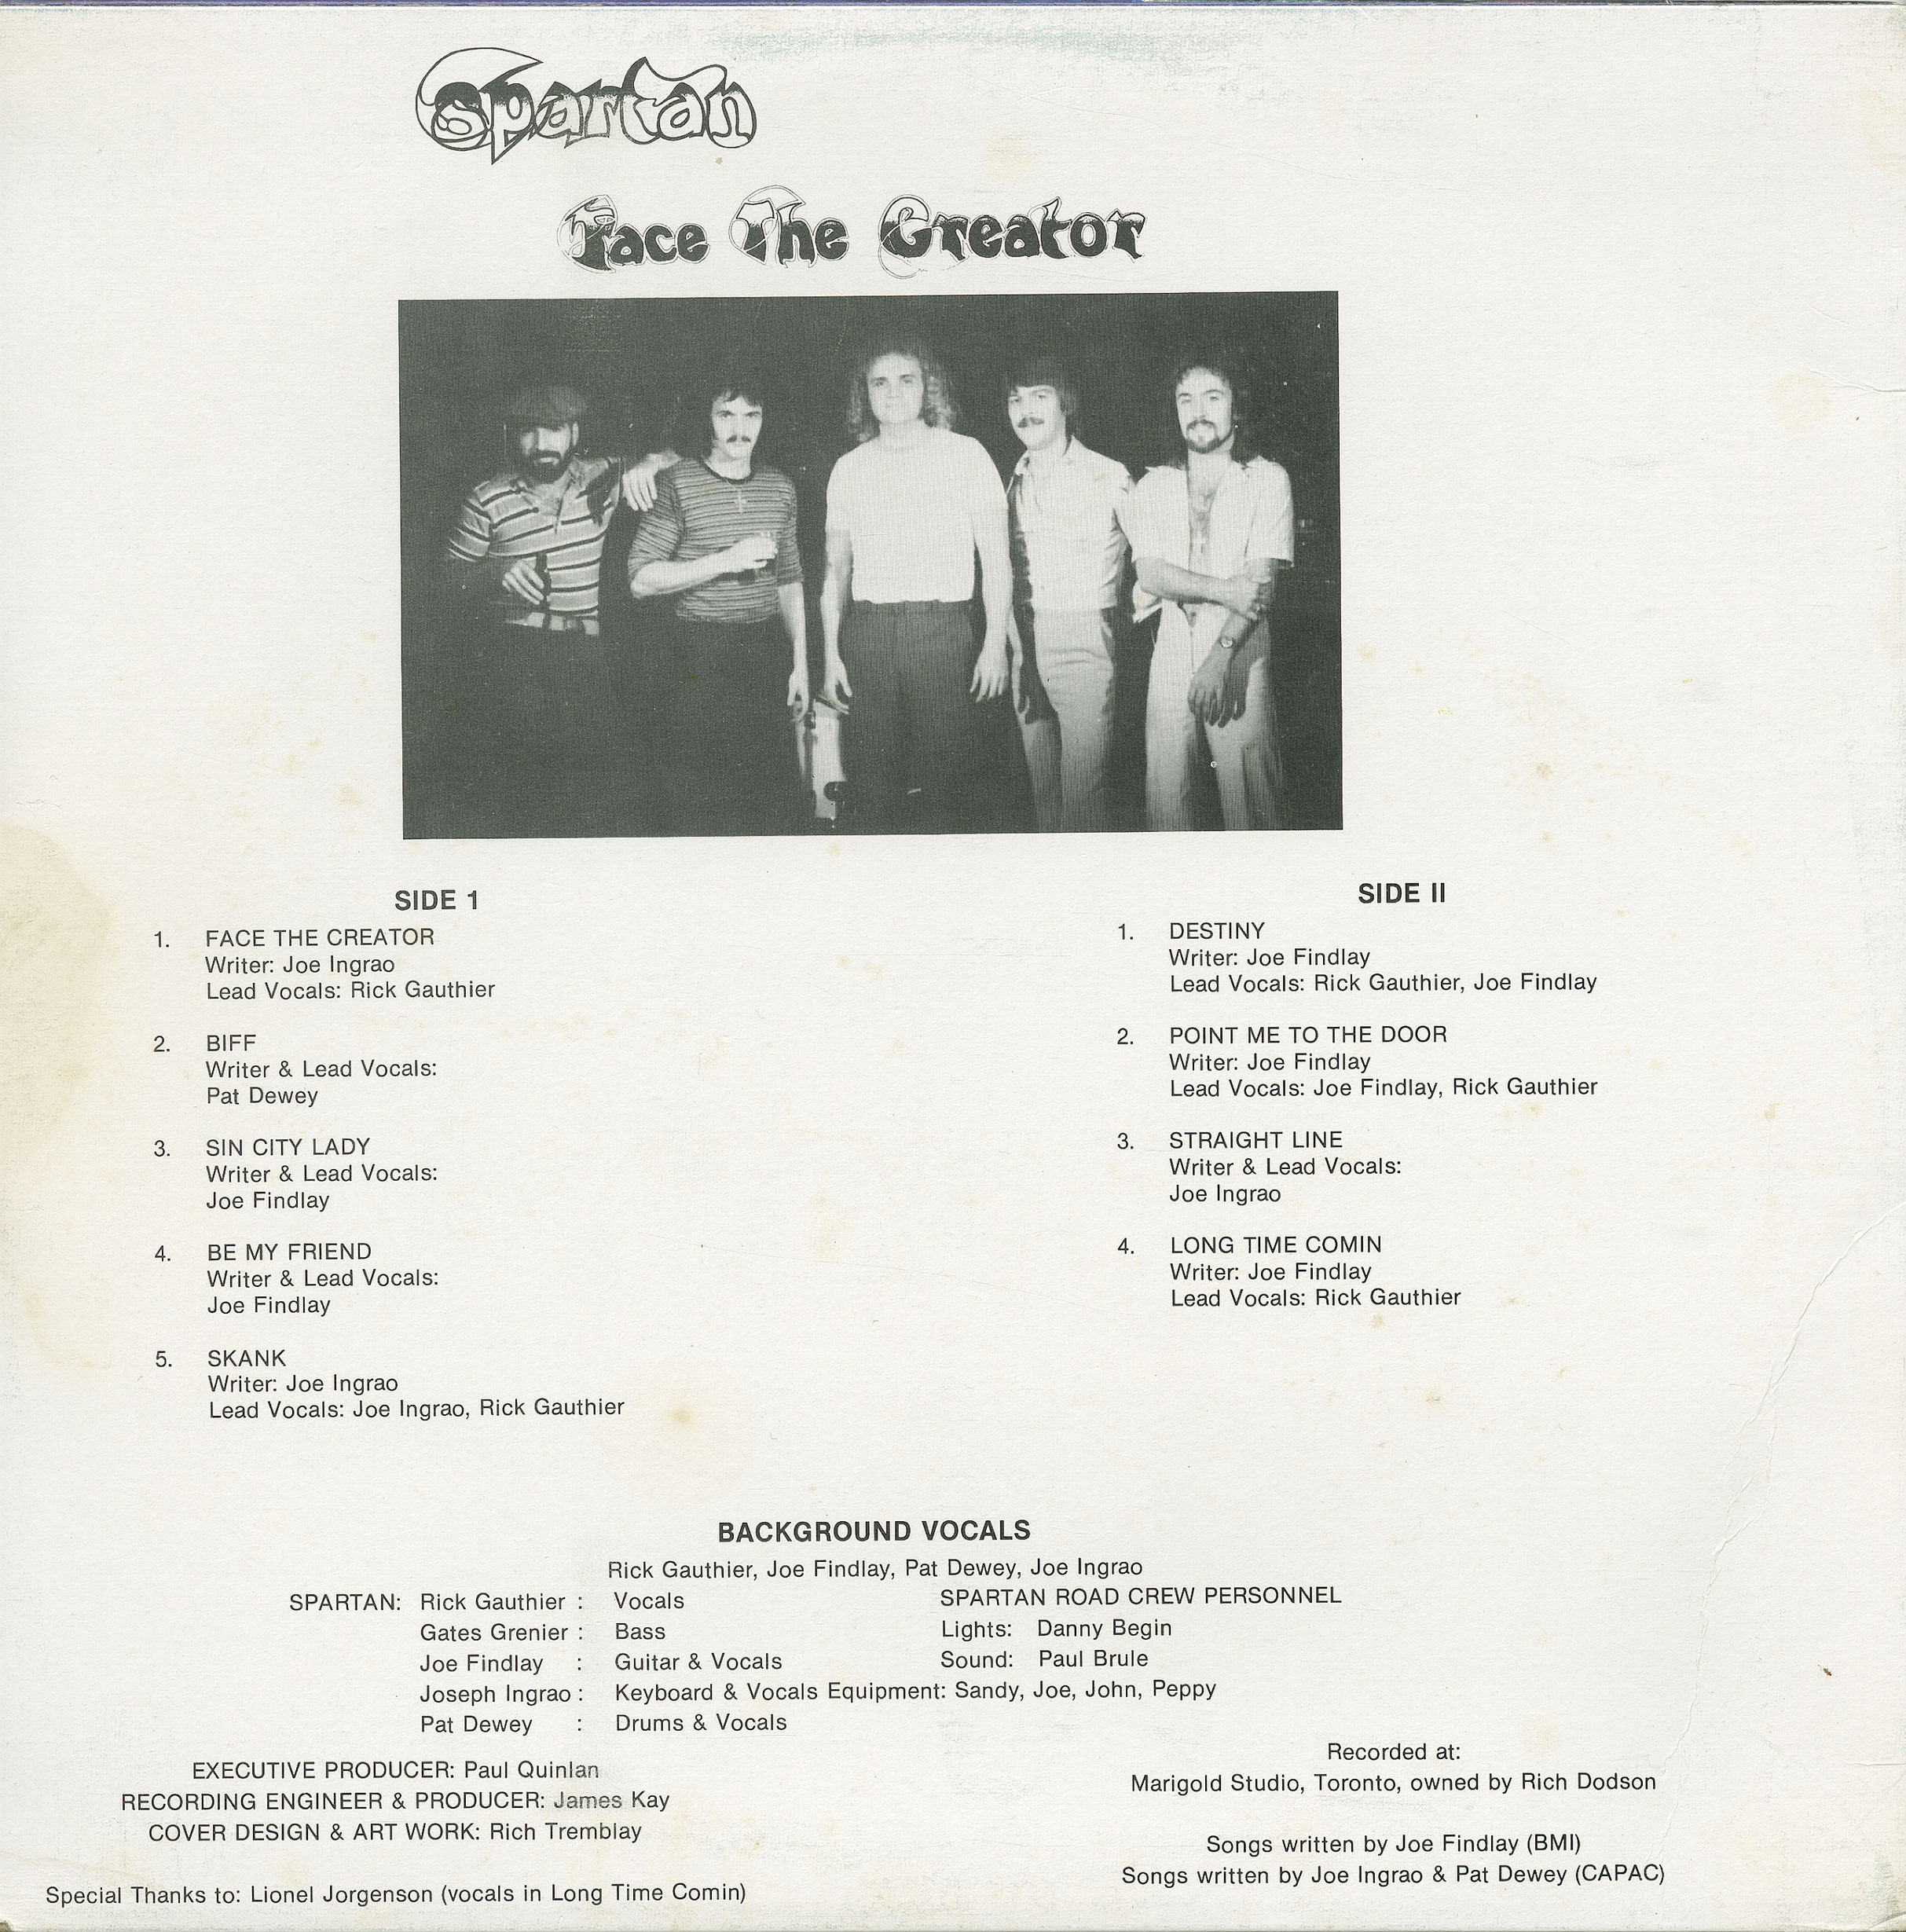 Spartan
Face The Creator
SIDE 1
1. FACE THE CREATOR
Writer: Joe Ingrao
Lead Vocals: Rick Gauthier
2. BIFF
Writer & Lead Vocals:
Pat Dewey
3. SIN CITY LADY
Writer & Lead Vocals:
Joe Findlay
4. BE MY FRIEND
Writer & Lead Vocals:
Joe Findlay
5. SKANK
Writer: Joe Ingrao
Lead Vocals: Joe Ingrao, Rick Gauthier
SIDE II
1. DESTINY
Writer: Joe Findlay
Lead Vocals: Rick Gauthier, Joe Findlay
2. POINT ME TO THE DOOR
Writer: Joe Findlay
Lead Vocals: Joe Findlay, Rick Gauthier
3. STRAIGHT LINE
Writer & Lead Vocals:
Joe Ingrao
4. LONG TIME COMIN
Writer: Joe Findlay
Lead Vocals: Rick Gauthier
BACKGROUND VOCALS
Rick Gauthier, Joe Findlay, Pat Dewey, Joe Ingrao
SPARTAN: Rick Gauthier : Vocals
Gates Grenier : Bass
Joe Findlay : Guitar & Vocals
Joseph Ingrao : Keyboard & Vocals
Pat Dewey : Drums & Vocals
SPARTAN ROAD CREW PERSONNEL
Lights: Danny Begin
Sound: Paul Brule
Equipment: Sandy, Joe, John, Peppy
EXECUTIVE PRODUCER: Paul Quinlan
RECORDING ENGINEER & PRODUCER: James Kay
COVER DESIGN & ART WORK: Rich Tremblay
Special Thanks to: Lionel Jorgenson (vocals in Long Time Comin)
Recorded at:
Marigold Studio, Toronto, owned by Rich Dodson
Songs written by Joe Findlay (BMI)
Songs written by Joe Ingrao & Pat Dewey (CAPAC)